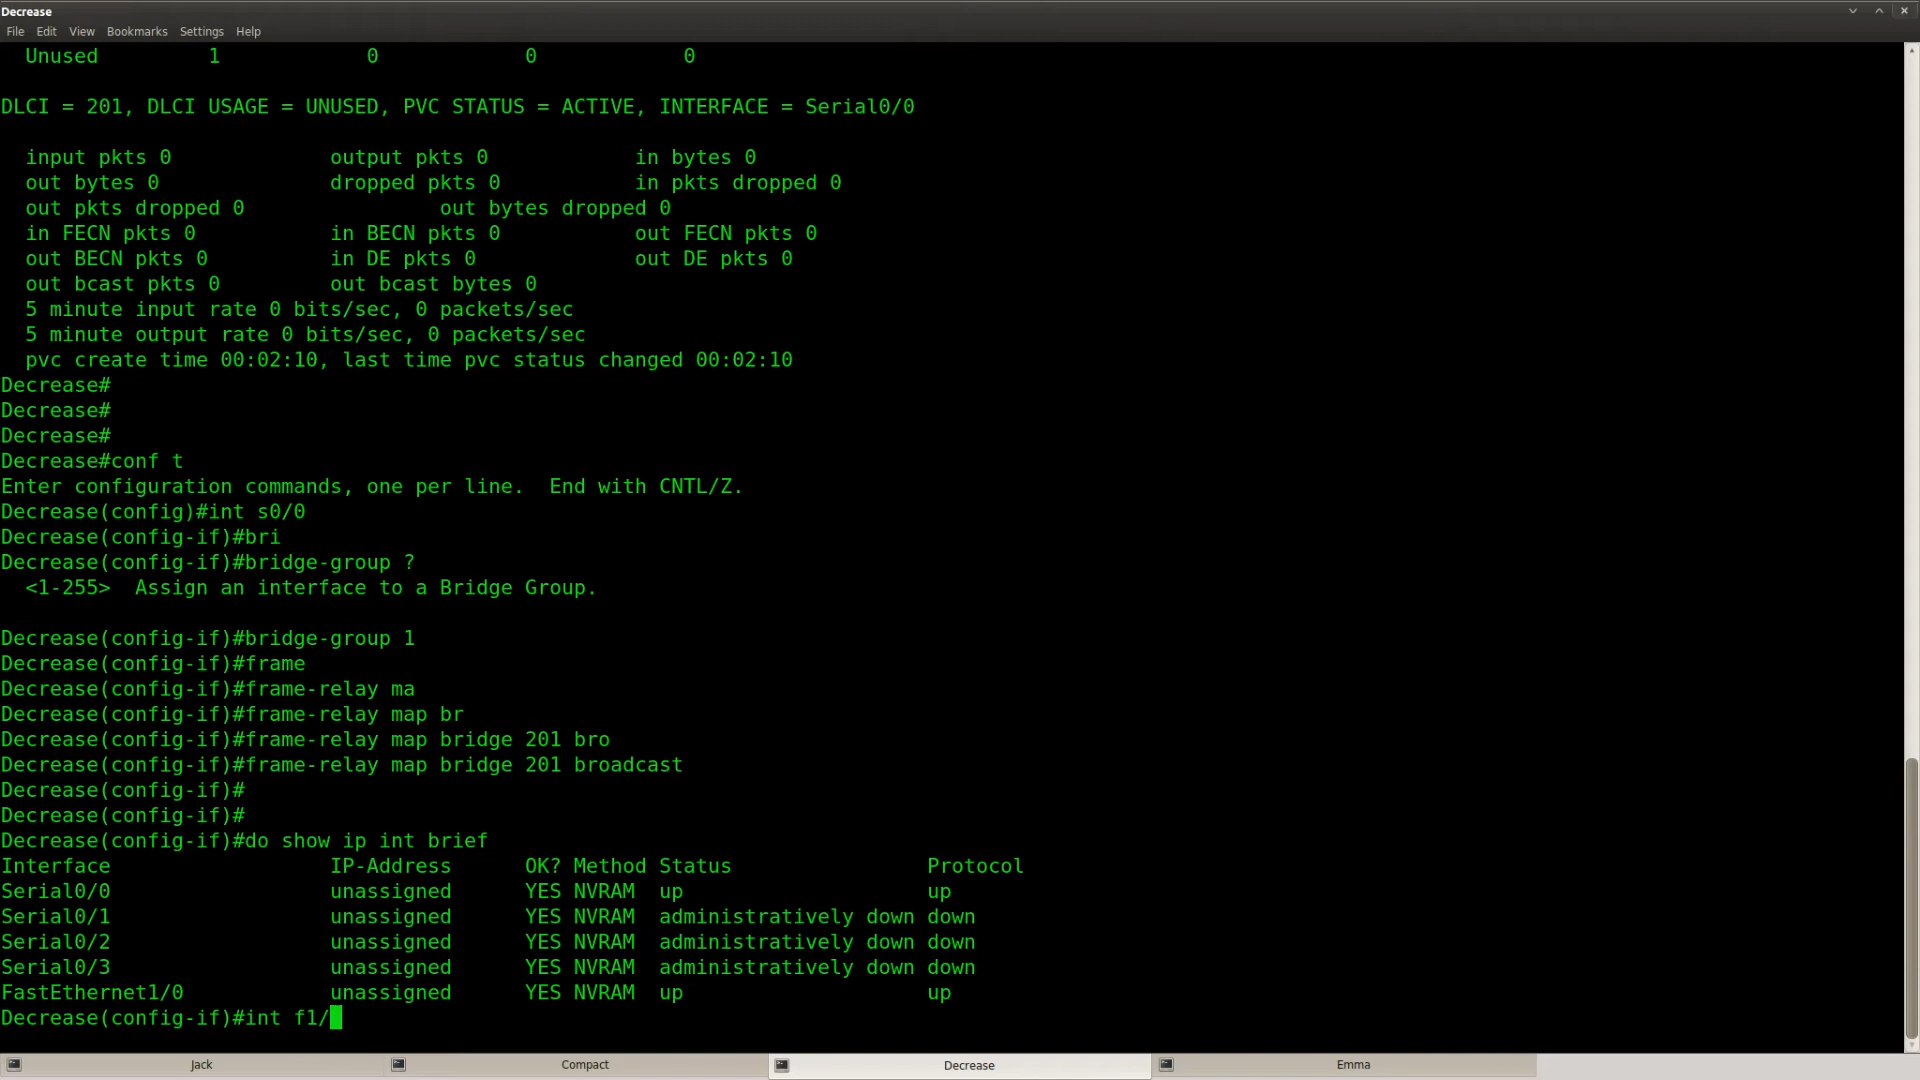 Decrease
File Edit View Bookmarks Settings Help
Unused 1 0 0 0
DLCI = 201, DLCI USAGE = UNUSED, PVC STATUS = ACTIVE, INTERFACE = Serial0/0
input pkts 0 output pkts 0 in bytes 0
out bytes 0 dropped pkts 0 in pkts dropped 0
out pkts dropped 0 out bytes dropped 0
in FECN pkts 0 in BECN pkts 0 out FECN pkts 0
out BECN pkts 0 in DE pkts 0 out DE pkts 0
out bcast pkts 0 out bcast bytes 0
5 minute input rate 0 bits/sec, 0 packets/sec
5 minute output rate 0 bits/sec, 0 packets/sec
pvc create time 00:02:10, last time pvc status changed 00:02:10
Decrease#
Decrease#
Decrease#
Decrease#conf t
Enter configuration commands, one per line.  End with CNTL/Z.
Decrease(config)#int s0/0
Decrease(config-if)#bri
Decrease(config-if)#bridge-group ?
<1-255>  Assign an interface to a Bridge Group.
Decrease(config-if)#bridge-group 1
Decrease(config-if)#frame
Decrease(config-if)#frame-relay ma
Decrease(config-if)#frame-relay map br
Decrease(config-if)#frame-relay map bridge 201 bro
Decrease(config-if)#frame-relay map bridge 201 broadcast
Decrease(config-if)#
Decrease(config-if)#
Decrease(config-if)#do show ip int brief
Interface IP-Address OK? Method Status Protocol
Serial0/0 unassigned YES NVRAM up up
Serial0/1 unassigned YES NVRAM administratively down down
Serial0/2 unassigned YES NVRAM administratively down down
Serial0/3 unassigned YES NVRAM administratively down down
FastEthernet1/0 unassigned YES NVRAM up up
Decrease(config-if)#int f1/
Jack Compact Decrease Emma